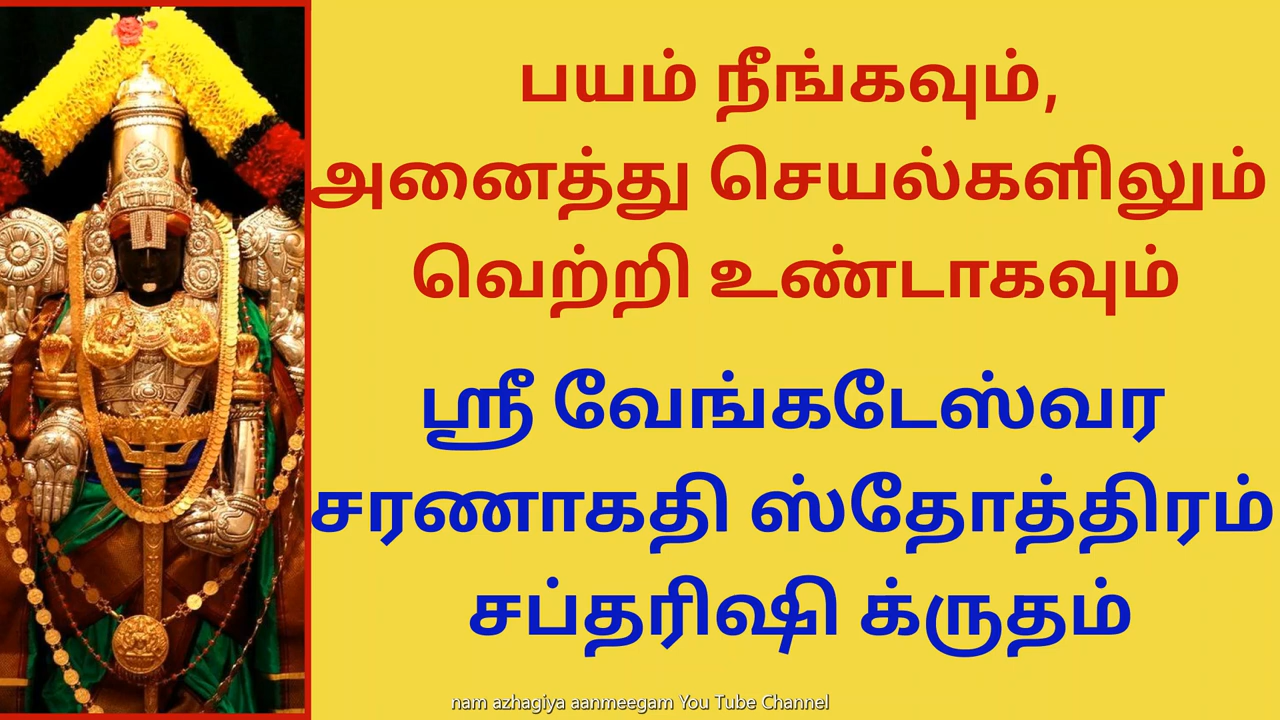 பயம் நீங்கவும்,
அனைத்து செயல்களிலும்
வெற்றி உண்டாகவும்
ஸ்ரீ வேங்கடேஸ்வர
சரணாகதி ஸ்தோத்திரம்
சப்தரிஷி க்ருதம்
nam azhagiya aanmeegam You Tube Channel